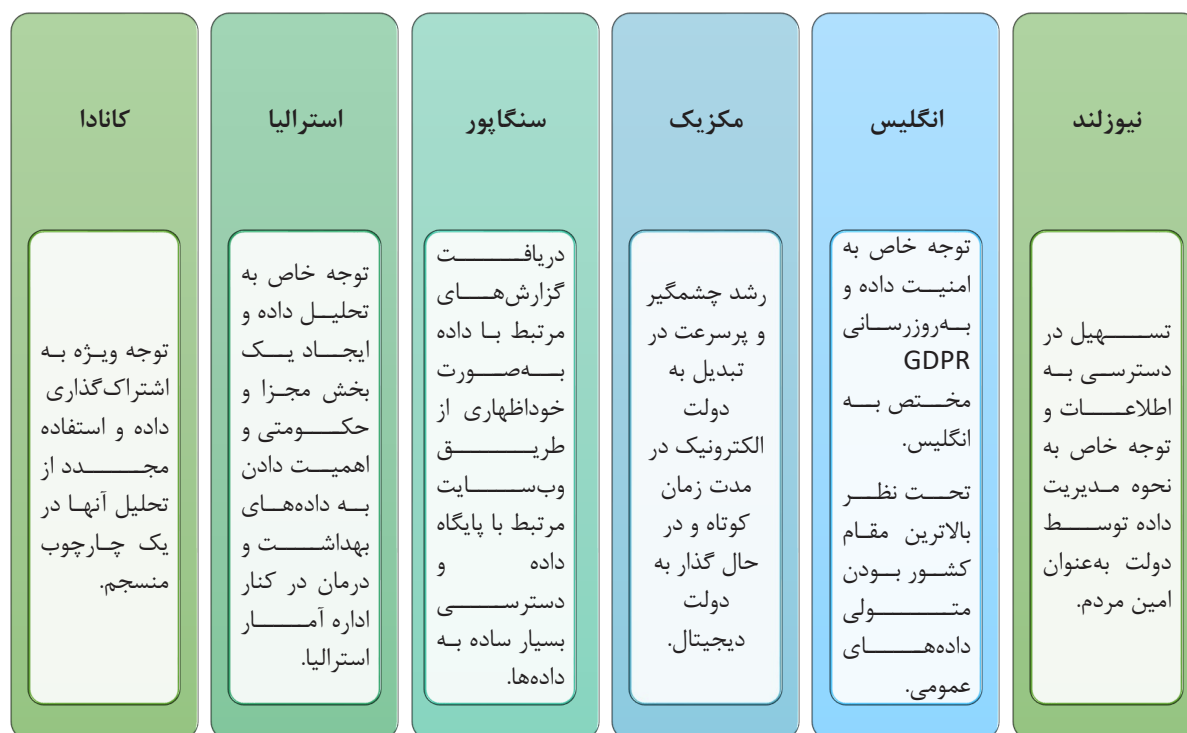 نیوزلند
تسهیل در
دسترسی به
اطلاعات و
توجه خاص به
نحوه مدیریت
داده توسط
دولت به‌عنوان
امین مردم.
انگلیس
توجه خاص به
امنیت داده و
به‌روزرسانی
GDPR
مختص به
انگلیس.
تحت نظر
بالاترین مقام
کشور بودن
متولی
داده‌های
عمومی.
مکزیک
رشد چشمگیر
و پرسرعت در
تبدیل به
دولت
الکترونیک در
مدت زمان
کوتاه و در
حال گذار به
دولت
دیجیتال.
سنگاپور
دریافت
گزارش‌های
مرتبط با داده
به‌صورت
خوداظهاری از
طریق
وب‌سایت
مرتبط با پایگاه
داده و
دسترسی
بسیار ساده به
داده‌ها.
استرالیا
توجه خاص به
تحلیل داده و
ایجاد یک
بخش مجزا و
حکومتی و
اهمیت دادن
به داده‌های
بهداشت و
درمان در کنار
اداره آمار
استرالیا.
کانادا
توجه ویژه به
اشتراک‌گذاری
داده و استفاده
مجدد از
تحلیل آنها در
یک چارچوب
منسجم.